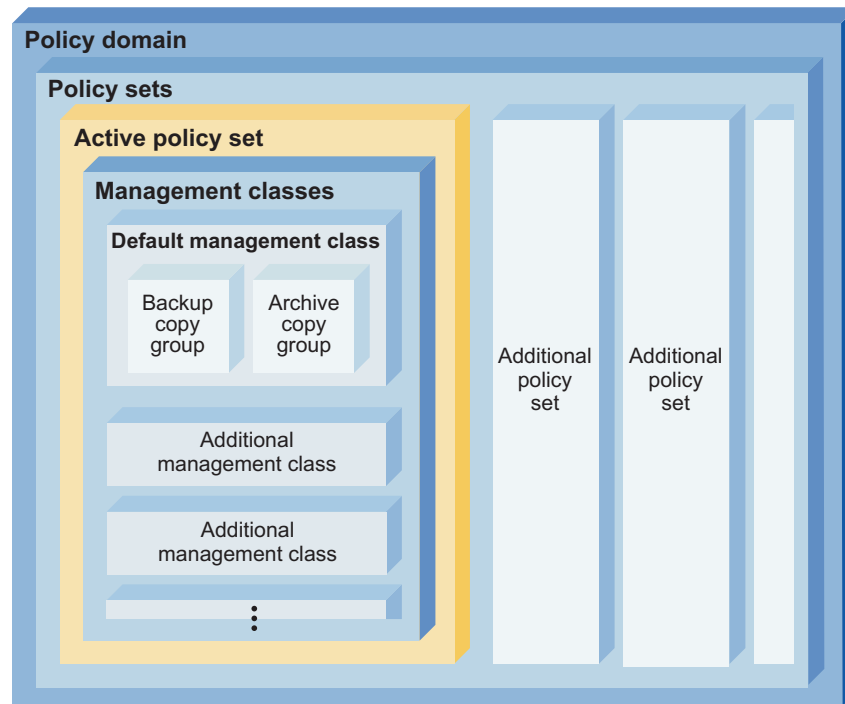 Policy domain
Policy sets
Active policy set
Management classes
Default management class
Backup
copy
group
Archive
copy
group
Additional
management class
Additional
management class
Additional
policy
set
Additional
policy
set